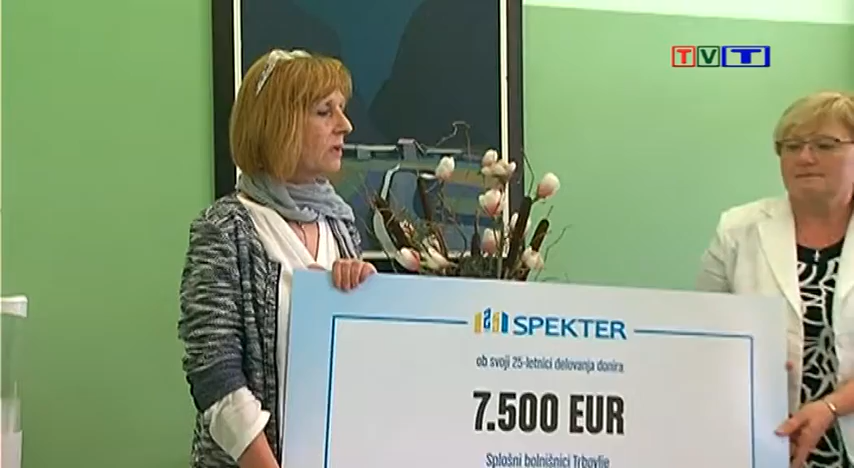 TVT
SPEKTER
ob svoji 25-letnici delovanja donira
7.500 EUR
Splošni bolnišnici Trbovlje